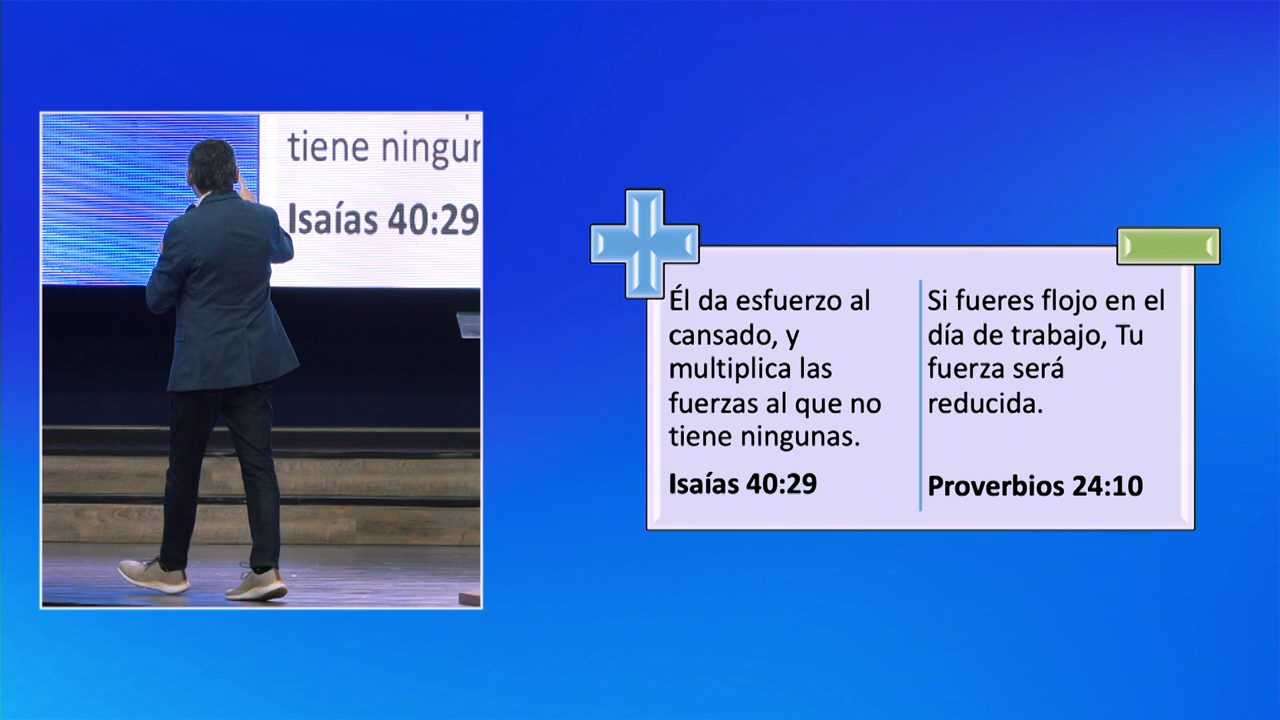 tiene ningun
Isaías 40:29
Él da esfuerzo al
cansado, y
multiplica las
fuerzas al que no
tiene ningunas.
Isaías 40:29
Si fueres flojo en el
día de trabajo, Tu
fuerza será
reducida.
Proverbios 24:10